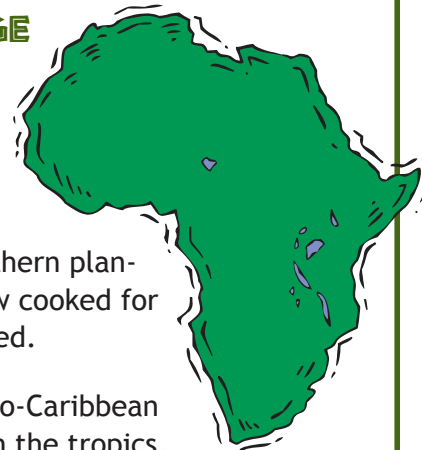 GE
thern plan-
w cooked for
ed.
o-Caribbean
n the tropics